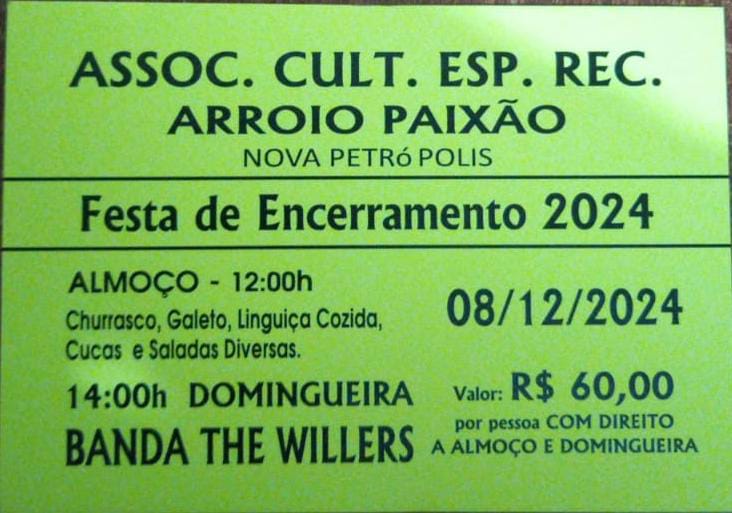 ASSOC. CULT. ESP. REC.
ARROIO PAIXÃO
NOVA PETRó POLIS
Festa de Encerramento 2024
ALMOÇO - 12:00h
Churrasco, Galeto, Linguiça Cozida,
Cucas e Saladas Diversas.
08/12/2024
14:00h DOMINGUEIRA
BANDA THE WILLERS
Valor: R$ 60,00
por pessoa COM DIREITO
A ALMOÇO E DOMINGUEIRA